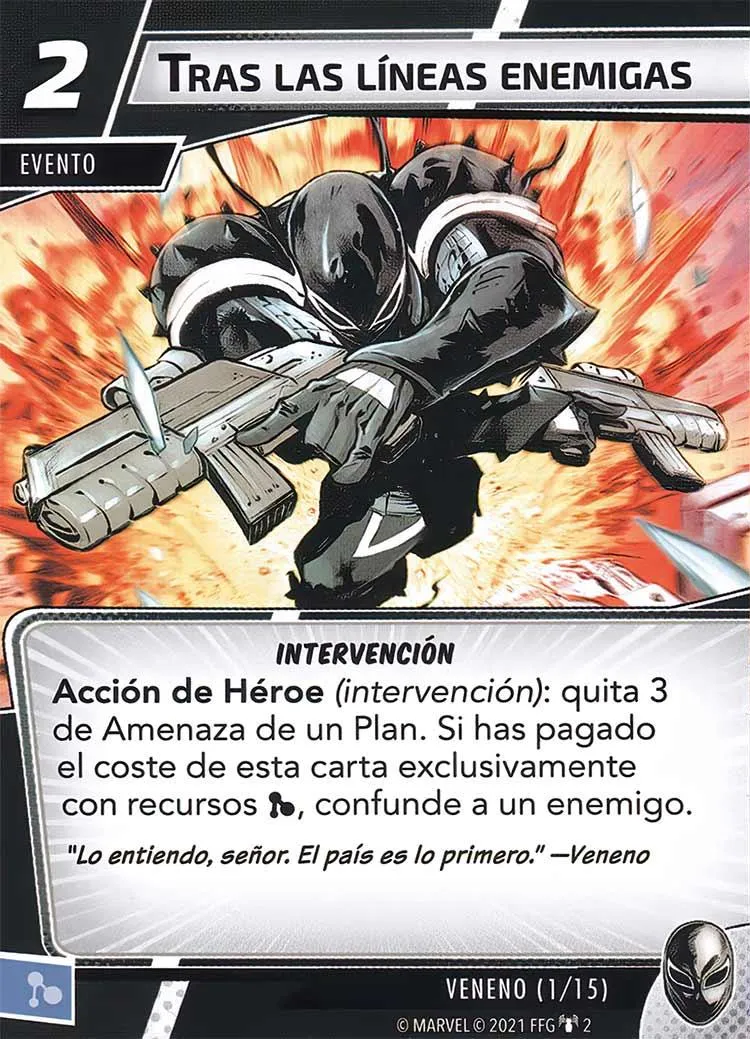 2
TRAS LAS LÍNEAS ENEMIGAS
EVENTO
INTERVENCIÓN
Acción de Héroe (intervención): quita 3
de Amenaza de un Plan. Si has pagado
el coste de esta carta exclusivamente
con recursos , confunde a un enemigo.
"Lo entiendo, señor. El país es lo primero." —Veneno
VENENO (1/15)
© MARVEL © 2021 FFG 2